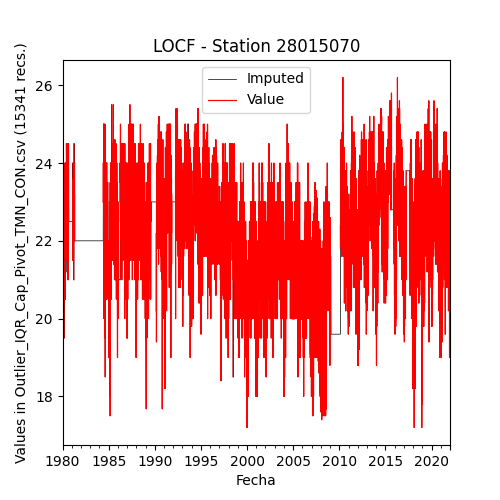 LOCF - Station 28015070
Imputed
Value
Values in Outlier_IQR_Cap_Pivot_TMN_CON.csv (15341 recs.)
26
24
22
20
18
1980 1985 1990 1995 2000 2005 2010 2015 2020
Fecha